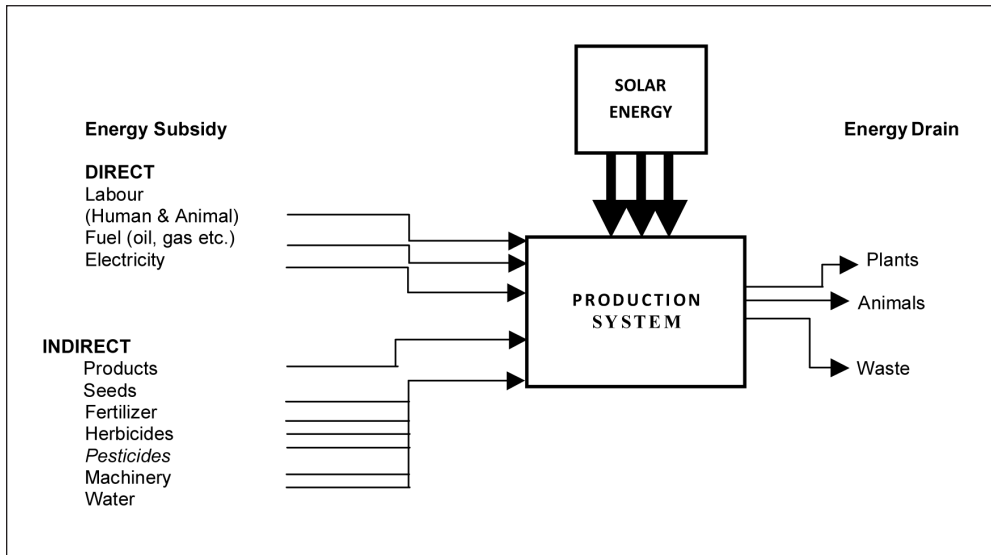 SOLAR
ENERGY
Energy Subsidy
Energy Drain
DIRECT
Labour
(Human & Animal)
Fuel (oil, gas etc.)
Electricity
PRODUCTION
SYSTEM
Plants
Animals
Waste
INDIRECT
Products
Seeds
Fertilizer
Herbicides
Pesticides
Machinery
Water